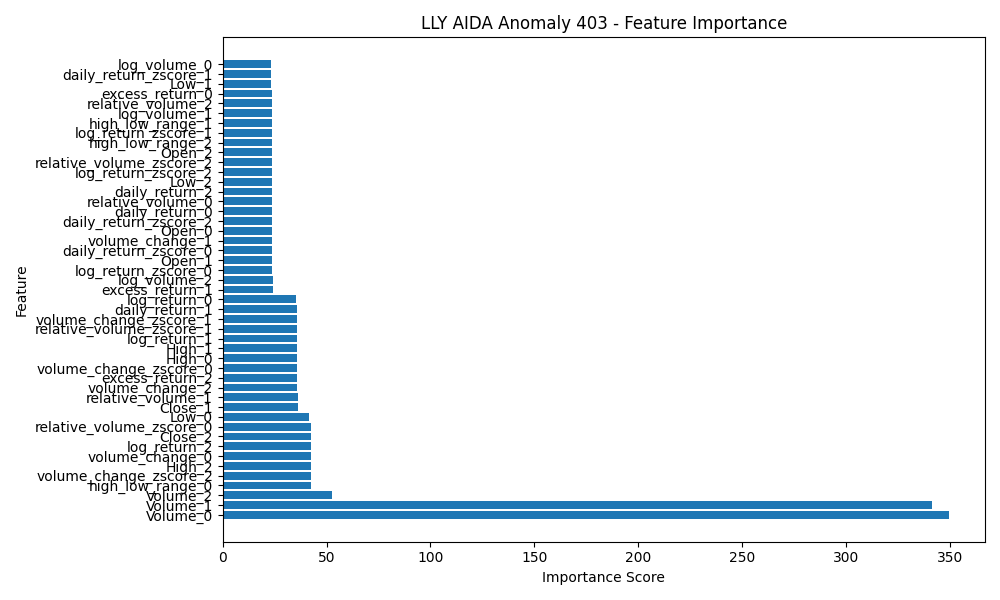 LLY AIDA Anomaly 403 - Feature Importance
log_volume_0
daily_return_zscore_1
Low_1
excess_return_0
relative_volume_2
log_volume_1
high_low_range_1
log_return_zscore_1
high_low_range_2
Open_2
relative_volume_zscore_2
log_return_zscore_2
Low_2
daily_return_2
relative_volume_0
daily_return_0
daily_return_zscore_2
Open_0
volume_change_1
daily_return_zscore_0
Open_1
log_return_zscore_0
log_volume_2
excess_return_1
log_return_0
daily_return_1
volume_change_zscore_1
relative_volume_zscore_1
log_return_1
High_1
High_0
volume_change_zscore_0
excess_return_2
volume_change_2
relative_volume_1
Close_1
Low_0
relative_volume_zscore_0
Close_2
log_return_2
volume_change_0
High_2
volume_change_zscore_2
high_low_range_0
Volume_2
Volume_1
Volume_0
Feature
0 50 100 150 200 250 300 350
Importance Score